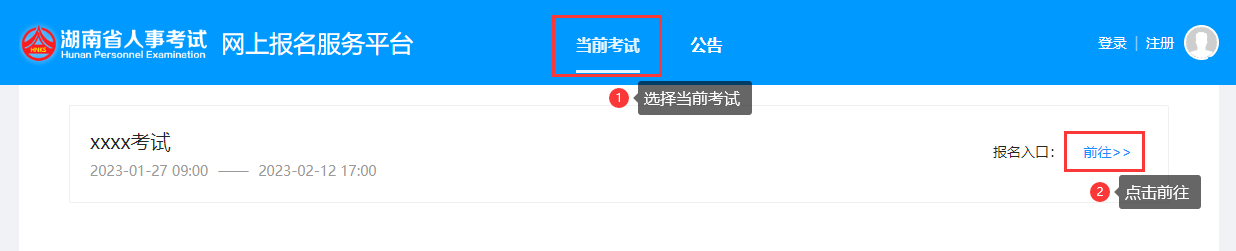 湖南省人事考试
Hunan Personnel Examination
HNKS
网上报名服务平台
当前考试
公告
登录 | 注册
1 选择当前考试
xxxx考试
2023-01-27 09:00 —— 2023-02-12 17:00
报名入口: 前往>>
2 点击前往